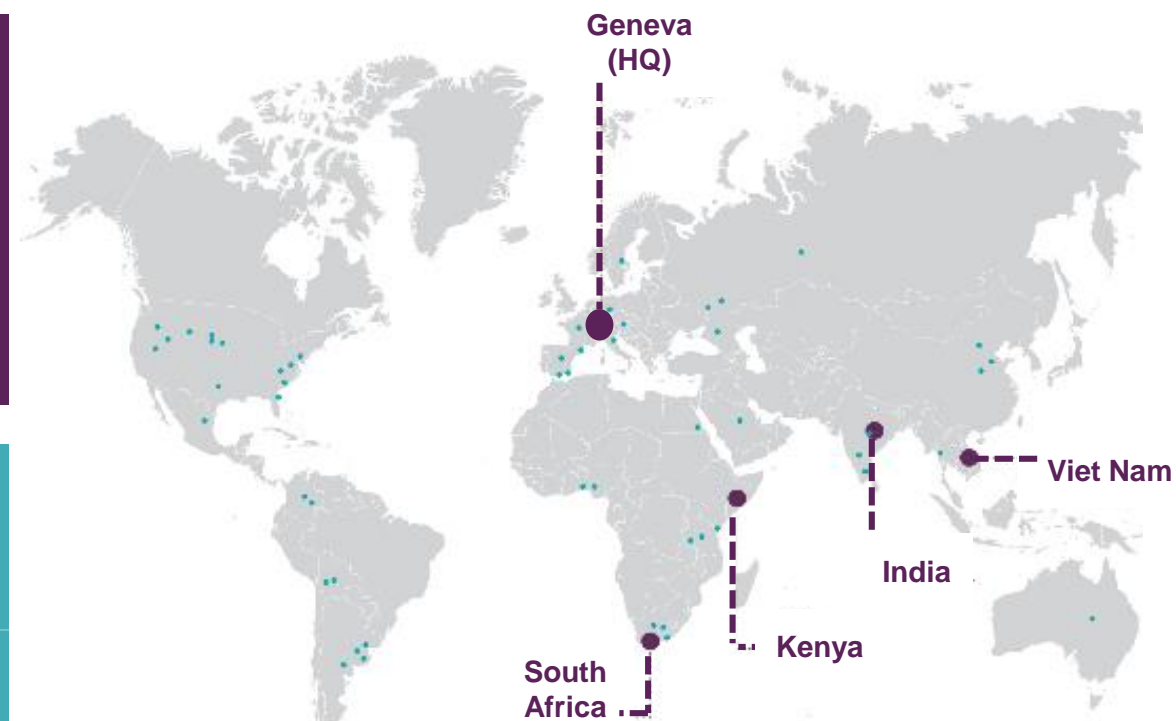 Geneva
(HQ)
Viet Nam
India
Kenya
South
Africa